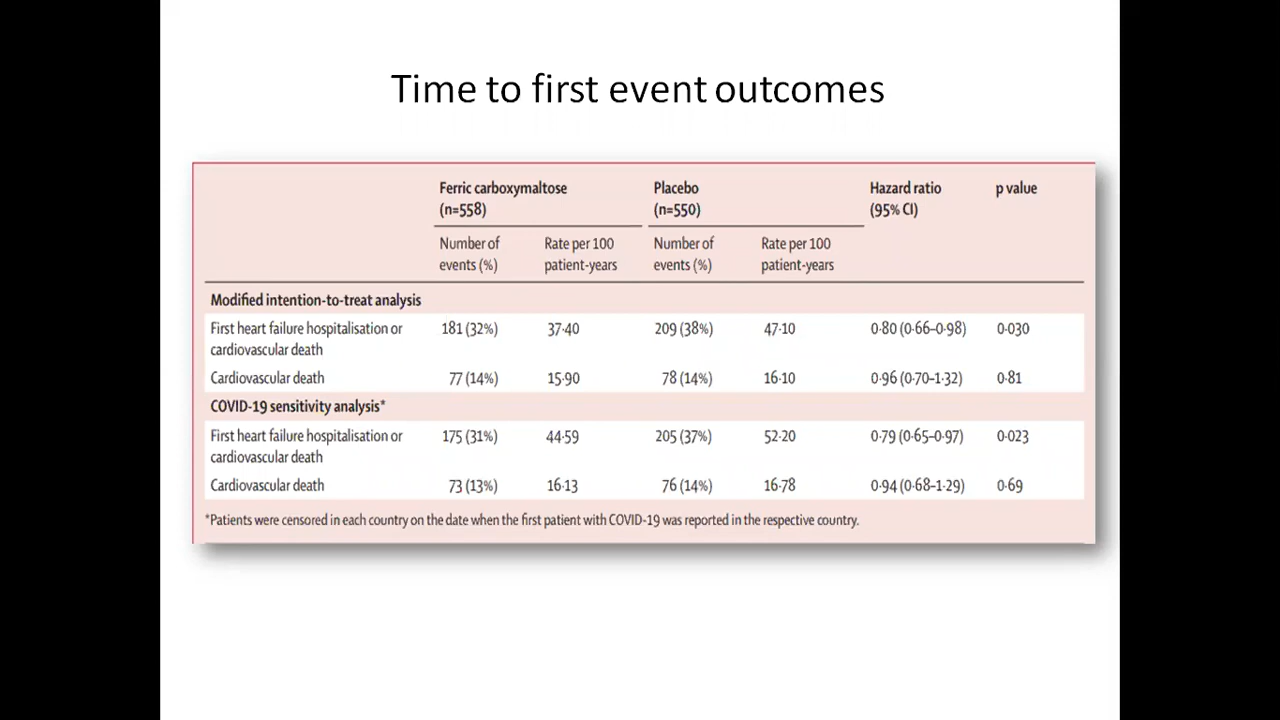 Time to first event outcomes
Ferric carboxymaltose Placebo Hazard ratio p value
(n=558) (n=550) (95% CI)
Number of Rate per 100 Number of Rate per 100
events (%) patient-years events (%) patient-years
Modified intention-to-treat analysis
First heart failure hospitalisation or 181 (32%) 37·40 209 (38%) 47·10 0·80 (0·66–0·98) 0·030
cardiovascular death
Cardiovascular death 77 (14%) 15·90 78 (14%) 16·10 0·96 (0·70–1·32) 0·81
COVID-19 sensitivity analysis*
First heart failure hospitalisation or 175 (31%) 44·59 205 (37%) 52·20 0·79 (0·65–0·97) 0·023
cardiovascular death
Cardiovascular death 73 (13%) 16·13 76 (14%) 16·78 0·94 (0·68–1·29) 0·69
*Patients were censored in each country on the date when the first patient with COVID-19 was reported in the respective country.